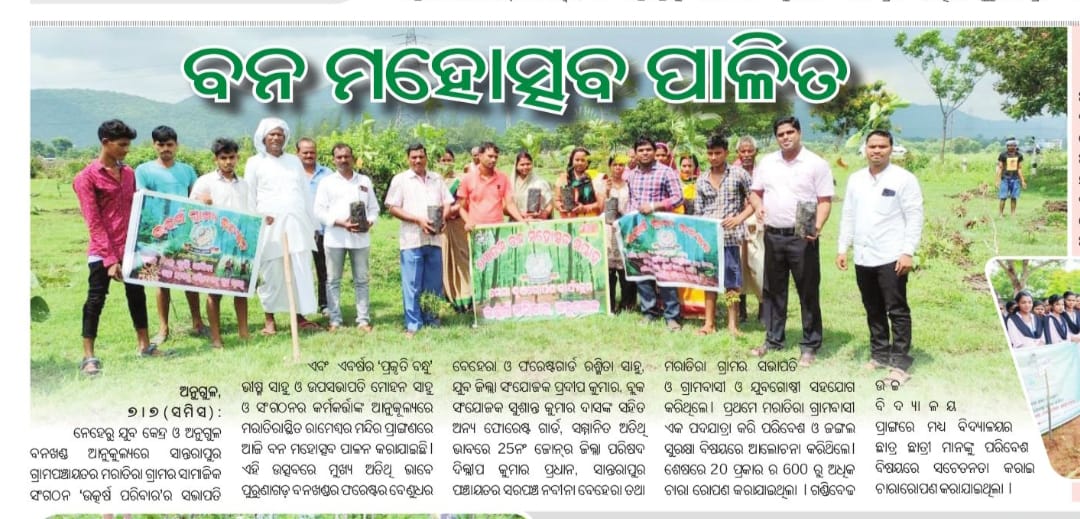 ବନ ମହୋତ୍ସବ ପାଳିତ
ଅନୁଗୁଳ,
୭।୭(ସମିସ):
ନେହେରୁ ଯୁବ କେନ୍ଦ୍ର ଓ ଅନୁଗୁଳ
ବନଖଣ୍ଡ ଆନୁକୂଲ୍ୟରେ ସାନ୍ତରାପୁର
ଗ୍ରାମପଞ୍ଚାୟତର ମରାତିରା ଗ୍ରାମର ସାମାଜିକ
ସଂଗଠନ 'ଉତ୍କର୍ଷ ପରିବାର'ର ସଭାପତି
ଏବଂ ଏବର୍ଷର 'ପ୍ରକୃତି ବନ୍ଧୁ'
ଭୀଷ୍ମ ସାହୁ ଓ ଉପସଭାପତି ମୋହନ ସାହୁ
ଓ ସଂଗଠନର କର୍ମକର୍ତ୍ତାଙ୍କ ଆନୁକୂଲ୍ୟରେ
ମରାତିରାସ୍ଥିତ ରାମେଶ୍ୱର ମନ୍ଦିର ପ୍ରାଙ୍ଗଣରେ
ଆଜି ବନ ମହୋତ୍ସବ ପାଳନ କରାଯାଇଛି।
ଏହି ଉତ୍ସବରେ ମୁଖ୍ୟ ଅତିଥି ଭାବେ
ପୁରୁଣାଗଡ଼ ବନଖଣ୍ଡର ଫରେଷ୍ଟର ବେଣୁଧର
ବେହେରା ଓ ଫରେଷ୍ଟଗାର୍ଡ ରଶ୍ମିତା ସାହୁ,
ଯୁବ ଜିଲ୍ଲା ସଂଯୋଜକ ପ୍ରଦୀପ କୁମାର, ବ୍ଲକ
ସଂଯୋଜକ ସୁଶାନ୍ତ କୁମାର ଦାସଙ୍କ ସହିତ
ଅନ୍ୟ ଫୋରେଷ୍ଟ ଗାର୍ଡ, ସମ୍ମାନିତ ଅତିଥି
ଭାବରେ 25ନଂ ଜୋନ୍‌ର ଜିଲ୍ଲା ପରିଷଦ
ଦିଲ୍ଲୀପ କୁମାର ପ୍ରଧାନ, ସାନ୍ତରାପୁର
ପଞ୍ଚାୟତର ସରପଞ୍ଚ ନବୀନା ବେହେରା ତଥା
ମରାତିରା ଗ୍ରାମର ସଭାପତି
ଓ ଗ୍ରାମବାସୀ ଓ ଯୁବଗୋଷ୍ଠୀ ସହଯୋଗ
କରିଥିଲେ। ପ୍ରଥମେ ମରାତିରା ଗ୍ରାମବାସୀ
ଏକ ପଦଯାତ୍ରା କରି ପରିବେଶ ଓ ଜଙ୍ଗଲ
ସୁରକ୍ଷା ବିଷୟରେ ଆଲୋଚନା କରିଥିଲେ।
ଶେଷରେ 20 ପ୍ରକାର ର 600 ରୁ ଅଧିକ
ଚାରା ରୋପଣ କରାଯାଇଥିଲା । ଗଣ୍ଡିବେଢ
ଉଚ୍ଚ
ବିଦ୍ୟାଳୟ
ପ୍ରାଙ୍ଗରେ ମଧ୍ୟ ବିଦ୍ୟାଳୟର
ଛାତ୍ର ଛାତ୍ରୀ ମାନଙ୍କୁ ପରିବେଶ
ବିଷୟରେ ସଚେତନତା କରାଇ
ଚାରାରୋପଣ କରାଯାଇଥିଲା ।